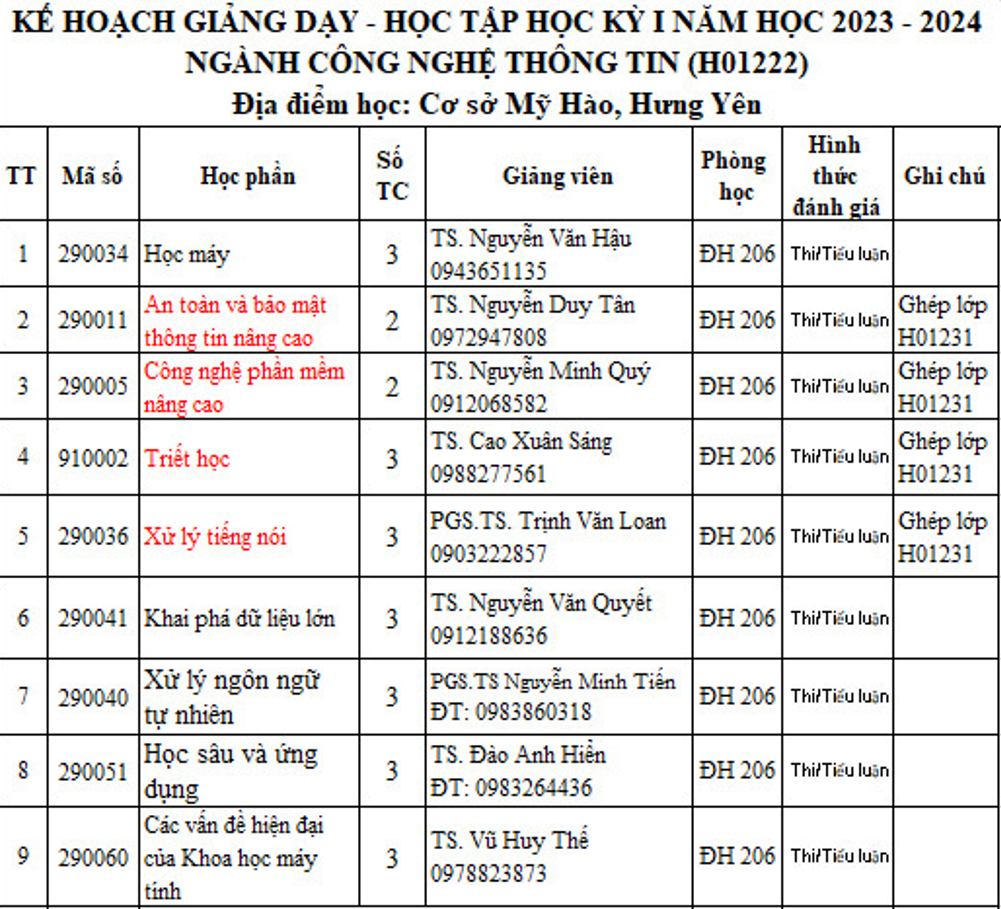 KẾ HOẠCH GIẢNG DẠY - HỌC TẬP HỌC KỲ I NĂM HỌC 2023 - 2024
NGÀNH CÔNG NGHỆ THÔNG TIN (H01222)
Địa điểm học: Cơ sở Mỹ Hào, Hưng Yên
TT Mã số Học phần Số TC Giảng viên Phòng học Hình thức đánh giá Ghi chú
1 290034 Học máy 3 TS. Nguyễn Văn Hậu 0943651135 ĐH 206 Thi/Tiểu luận
2 290011 An toàn và bảo mật thông tin nâng cao 2 TS. Nguyễn Duy Tân 0972947808 ĐH 206 Thi/Tiểu luận Ghép lớp H01231
3 290005 Công nghệ phần mềm nâng cao 2 TS. Nguyễn Minh Quý 0912068582 ĐH 206 Thi/Tiểu luận Ghép lớp H01231
4 910002 Triết học 3 TS. Cao Xuân Sáng 0988277561 ĐH 206 Thi/Tiểu luận Ghép lớp H01231
5 290036 Xử lý tiếng nói 3 PGS.TS. Trịnh Văn Loan 0903222857 ĐH 206 Thi/Tiểu luận Ghép lớp H01231
6 290041 Khai phá dữ liệu lớn 3 TS. Nguyễn Văn Quyết 0912188636 ĐH 206 Thi/Tiểu luận
7 290040 Xử lý ngôn ngữ tự nhiên 3 PGS.TS Nguyễn Minh Tiến ĐT: 0983860318 ĐH 206 Thi/Tiểu luận
8 290051 Học sâu và ứng dụng 3 TS. Đào Anh Hiển ĐT: 0983264436 ĐH 206 Thi/Tiểu luận
9 290060 Các vấn đề hiện đại của Khoa học máy tính 3 TS. Vũ Huy Thế 0978823873 ĐH 206 Thi/Tiểu luận